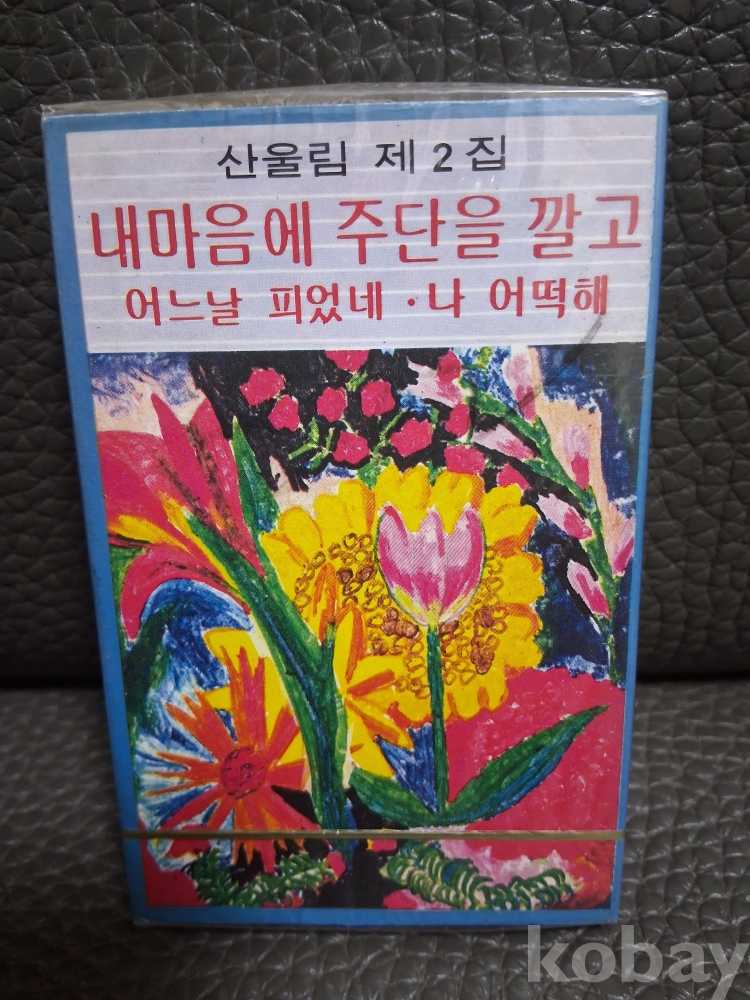 산울림 제2집
내마음에 주단을 깔고
어느날 피었네·나 어떡해
kobay